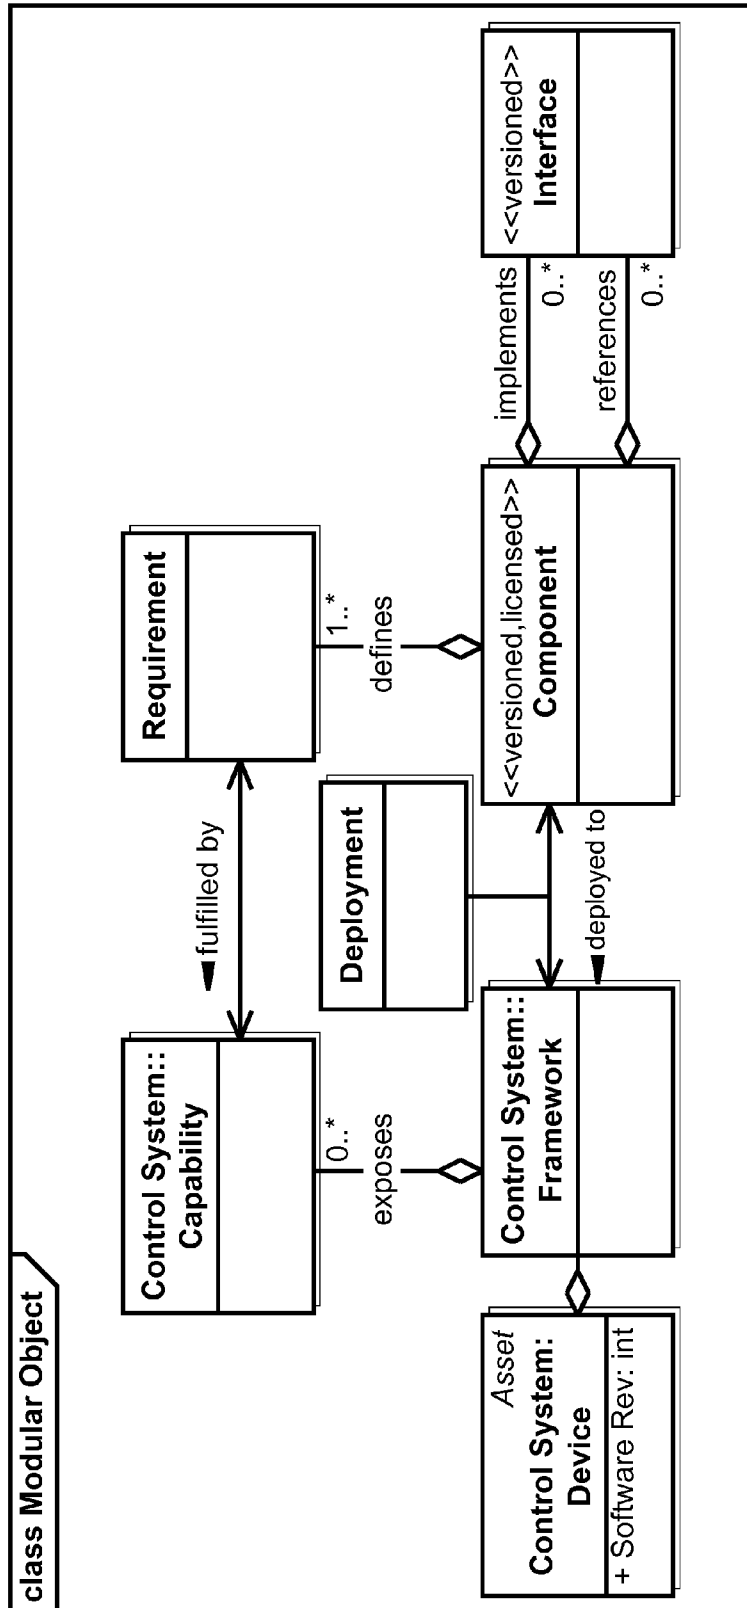 class Modular Object
Control System::
Capability
fulfilled by
Requirement
0..*
exposes
1..*
defines
Deployment
Asset
Control System:
Device
+ Software Rev: int
Control System::
Framework
deployed to
<<versioned,licensed>>
Component
implements
0..*
references
0..*
<<versioned>>
Interface